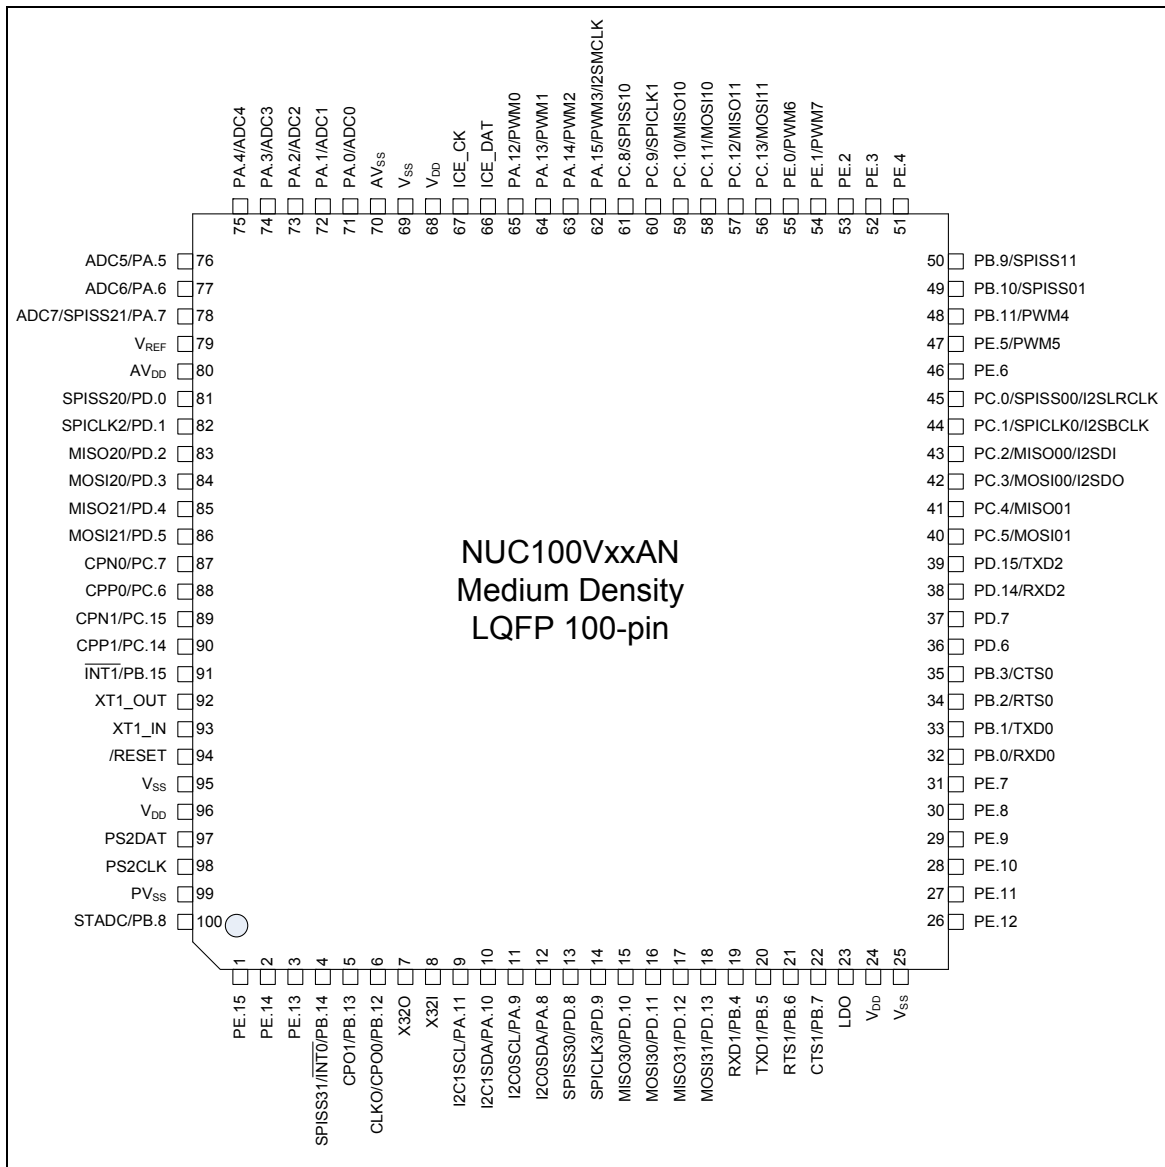 PA.4/ADC4
PA.3/ADC3
PA.2/ADC2
PA.1/ADC1
PA.0/ADC0
AVSS
VSS
VDD
ICE_CK
ICE_DAT
PA.12/PWM0
PA.13/PWM1
PA.14/PWM2
PA.15/PWM3/I2SMCLK
PC.8/SPISS10
PC.9/SPICLK1
PC.10/MISO10
PC.11/MOSI10
PC.12/MISO11
PC.13/MOSI11
PE.0/PWM6
PE.1/PWM7
PE.2
PE.3
PE.4
75 74 73 72 71 70 69 68 67 66 65 64 63 62 61 60 59 58 57 56 55 54 53 52 51
ADC5/PA.5 76
ADC6/PA.6 77
ADC7/SPISS21/PA.7 78
VREF 79
AVDD 80
SPISS20/PD.0 81
SPICLK2/PD.1 82
MISO20/PD.2 83
MOSI20/PD.3 84
MISO21/PD.4 85
MOSI21/PD.5 86
CPN0/PC.7 87
CPP0/PC.6 88
CPN1/PC.15 89
CPP1/PC.14 90
INT1/PB.15 91
XT1_OUT 92
XT1_IN 93
/RESET 94
VSS 95
VDD 96
PS2DAT 97
PS2CLK 98
PVSS 99
STADC/PB.8 100
NUC100VxxAN
Medium Density
LQFP 100-pin
50 PB.9/SPISS11
49 PB.10/SPISS01
48 PB.11/PWM4
47 PE.5/PWM5
46 PE.6
45 PC.0/SPISS00/I2SLRCLK
44 PC.1/SPICLK0/I2SBCLK
43 PC.2/MISO00/I2SDI
42 PC.3/MOSI00/I2SDO
41 PC.4/MISO01
40 PC.5/MOSI01
39 PD.15/TXD2
38 PD.14/RXD2
37 PD.7
36 PD.6
35 PB.3/CTS0
34 PB.2/RTS0
33 PB.1/TXD0
32 PB.0/RXD0
31 PE.7
30 PE.8
29 PE.9
28 PE.10
27 PE.11
26 PE.12
1 2 3 4 5 6 7 8 9 10 11 12 13 14 15 16 17 18 19 20 21 22 23 24 25
PE.15
PE.14
PE.13
SPISS31/INT0/PB.14
CPO1/PB.13
CLKO/CPO0/PB.12
X32O
X32I
I2C1SCL/PA.11
I2C1SDA/PA.10
I2C0SCL/PA.9
I2C0SDA/PA.8
SPISS30/PD.8
SPICLK3/PD.9
MISO30/PD.10
MOSI30/PD.11
MISO31/PD.12
MOSI31/PD.13
RXD1/PB.4
TXD1/PB.5
RTS1/PB.6
CTS1/PB.7
LDO
VDD
VSS